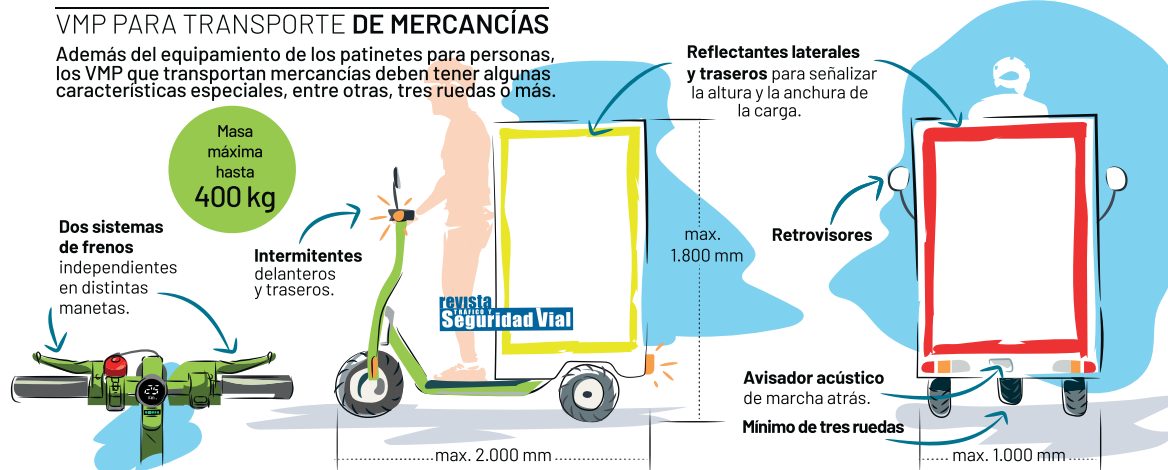 VMP PARA TRANSPORTE DE MERCANCÍAS
Además del equipamiento de los patinetes para personas,
los VMP que transportan mercancías deben tener algunas
características especiales, entre otras, tres ruedas o más.
Masa
máxima
hasta
400 kg
Dos sistemas
de frenos
independientes
en distintas
manetas.
Intermitentes
delanteros
y traseros.
revista
TRÁFICO Y
Seguridad Vial
Reflectantes laterales
y traseros para señalizar
la altura y la anchura de
la carga.
max.
1.800 mm
Retrovisores
Avisador acústico
de marcha atrás.
Mínimo de tres ruedas
max. 2.000 mm
max. 1.000 mm